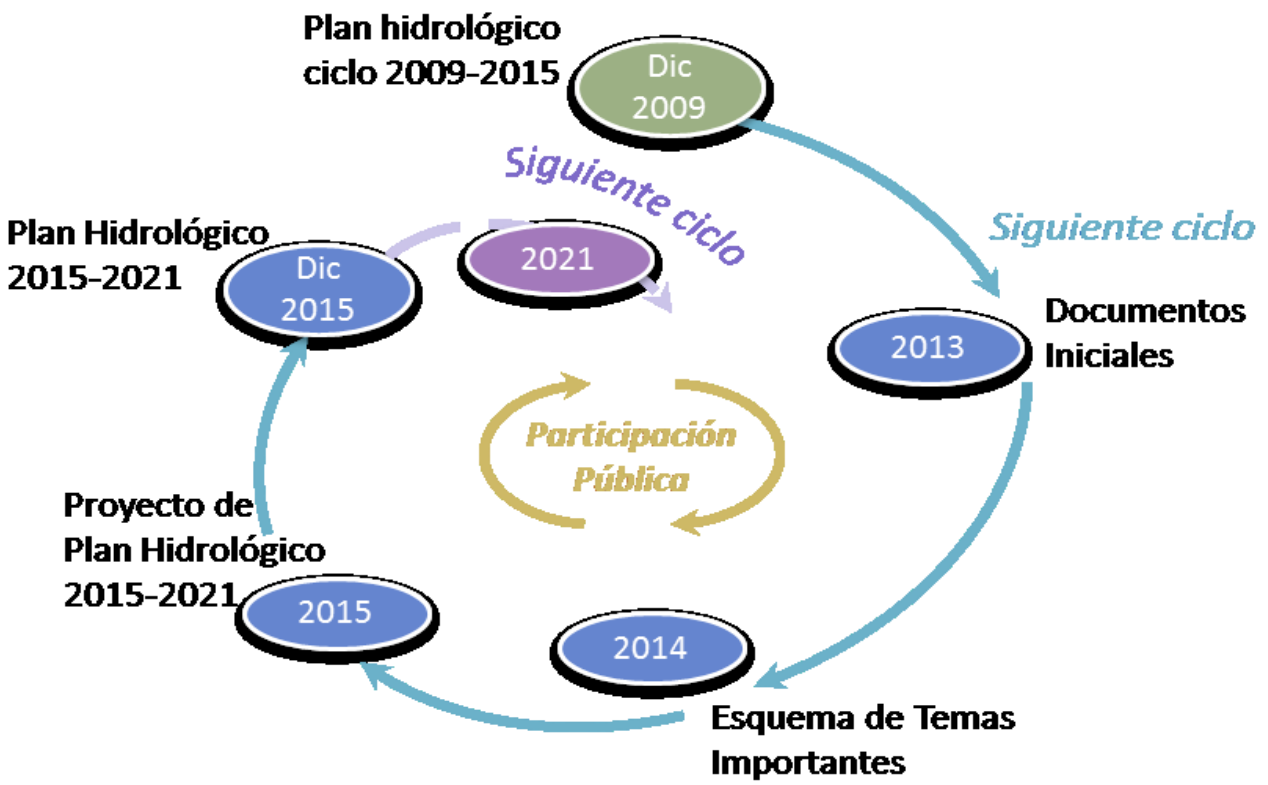 Plan hidrológico
ciclo 2009-2015
Dic
2009
Siguiente ciclo
Siguiente ciclo
Plan Hidrológico
2015-2021
Dic
2015
2021
2013
Documentos
Iniciales
Participación
Pública
Proyecto de
Plan Hidrológico
2015-2021
2015
2014
Esquema de Temas
Importantes